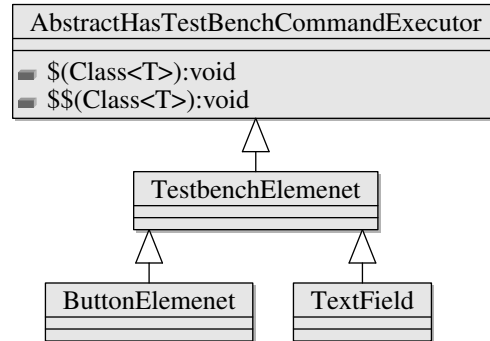 AbstractHasTestBenchCommandExecutor
$(Class<T>):void
$$(Class<T>):void
TestbenchElemenet
ButtonElemenet
TextField